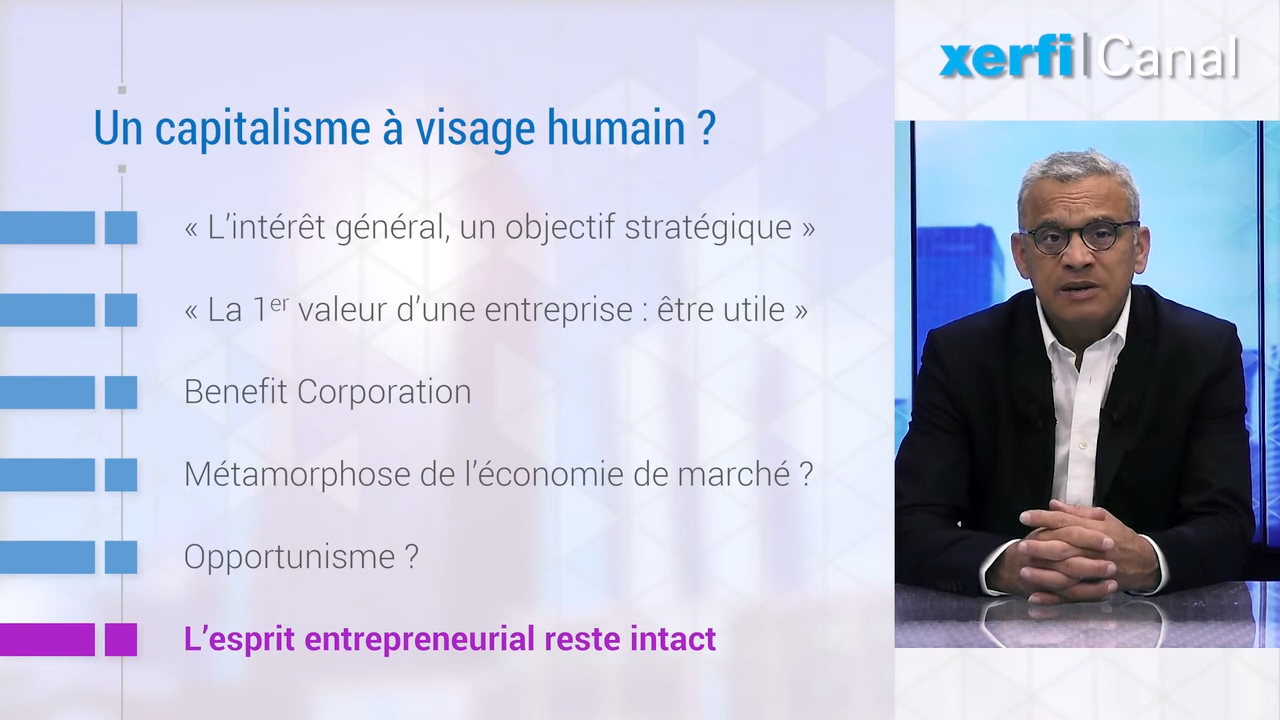 xerfi|Canal
Un capitalisme à visage humain ?
« L’intérêt général, un objectif stratégique »
« La 1er valeur d’une entreprise : être utile »
Benefit Corporation
Métamorphose de l’économie de marché ?
Opportunisme ?
L’esprit entrepreneurial reste intact